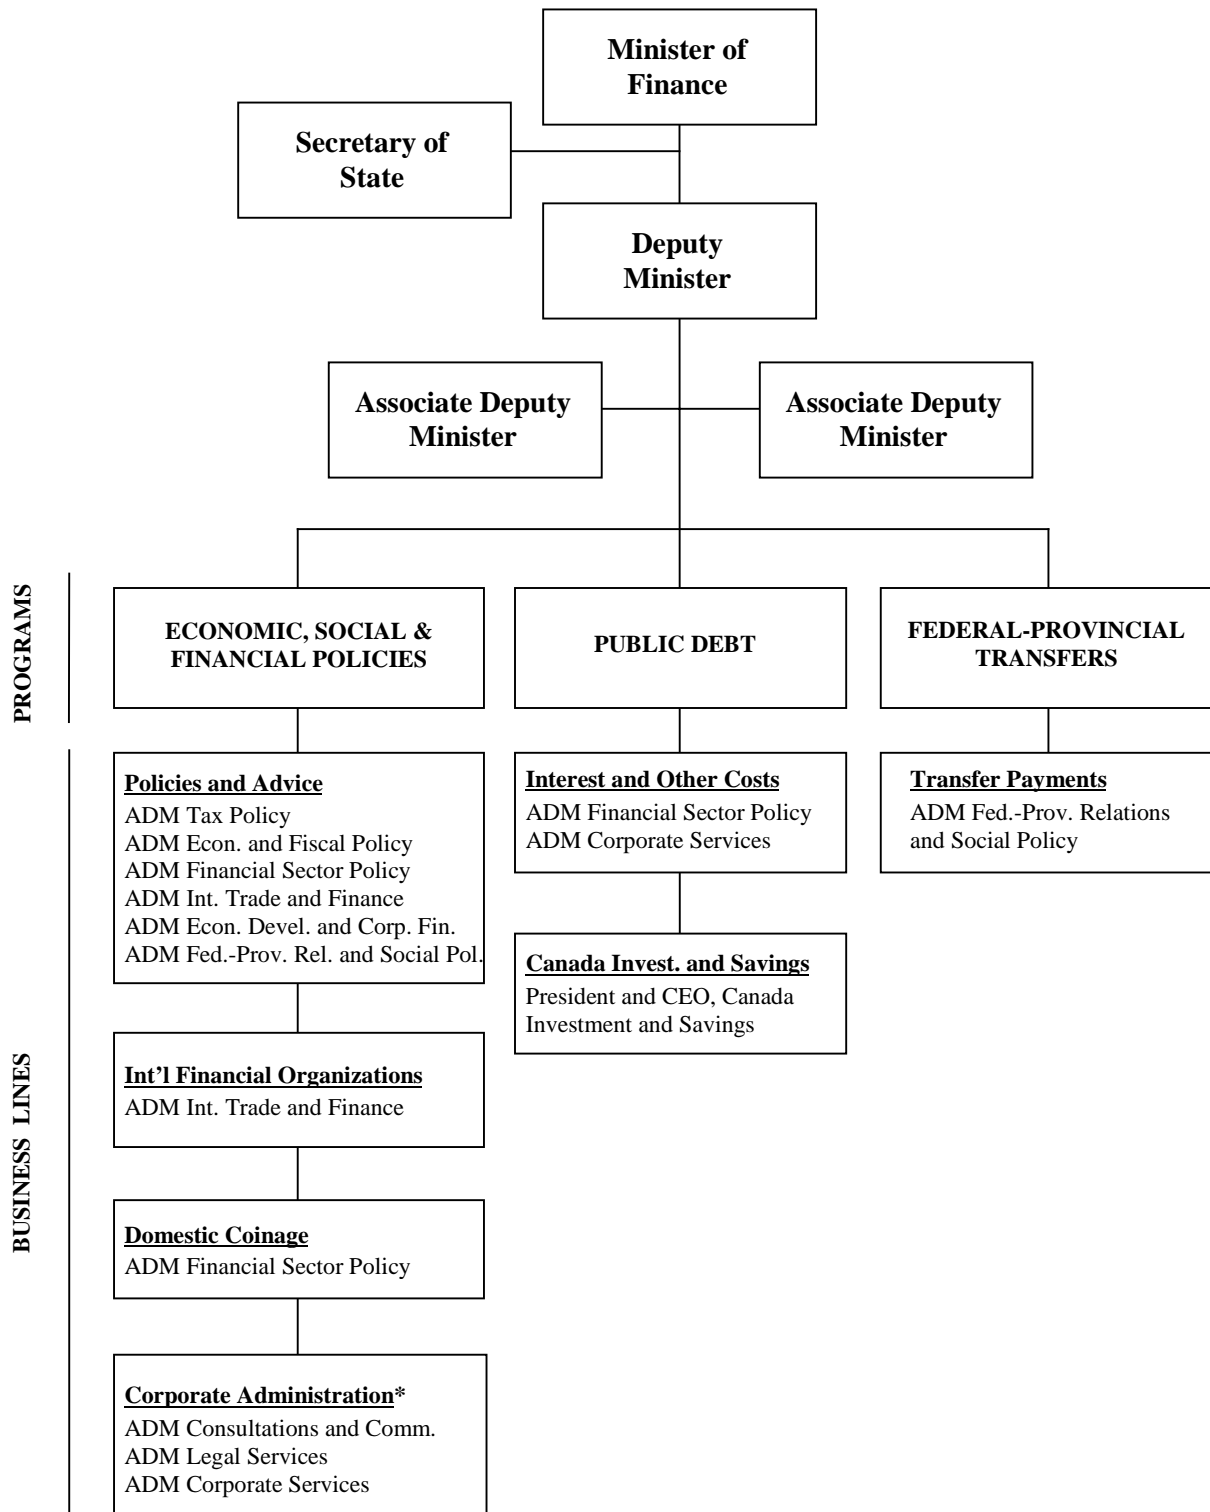 Minister of
Finance
Secretary of
State
Deputy
Minister
Associate Deputy
Minister
Associate Deputy
Minister
PROGRAMS
ECONOMIC, SOCIAL &
FINANCIAL POLICIES
PUBLIC DEBT
FEDERAL-PROVINCIAL
TRANSFERS
BUSINESS LINES
Policies and Advice
ADM Tax Policy
ADM Econ. and Fiscal Policy
ADM Financial Sector Policy
ADM Int. Trade and Finance
ADM Econ. Devel. and Corp. Fin.
ADM Fed.-Prov. Rel. and Social Pol.
Int'l Financial Organizations
ADM Int. Trade and Finance
Domestic Coinage
ADM Financial Sector Policy
Corporate Administration*
ADM Consultations and Comm.
ADM Legal Services
ADM Corporate Services
Interest and Other Costs
ADM Financial Sector Policy
ADM Corporate Services
Canada Invest. and Savings
President and CEO, Canada
Investment and Savings
Transfer Payments
ADM Fed.-Prov. Relations
and Social Policy